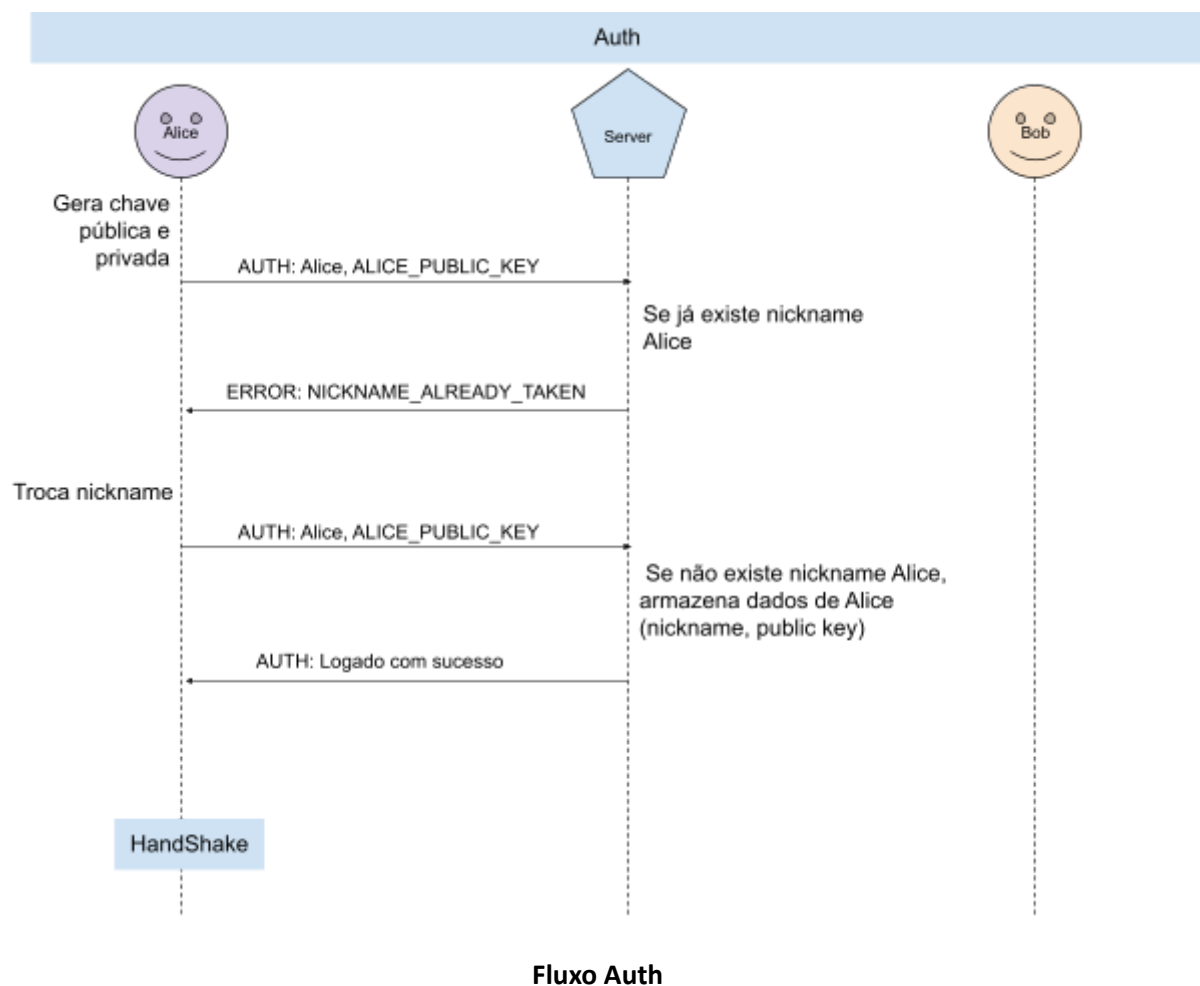 Auth
Alice
Server
Bob
Gera chave
pública e
privada
AUTH: Alice, ALICE_PUBLIC_KEY
Se já existe nickname
Alice
ERROR: NICKNAME_ALREADY_TAKEN
Troca nickname
AUTH: Alice, ALICE_PUBLIC_KEY
Se não existe nickname Alice,
armazena dados de Alice
(nickname, public key)
AUTH: Logado com sucesso
HandShake
Fluxo Auth